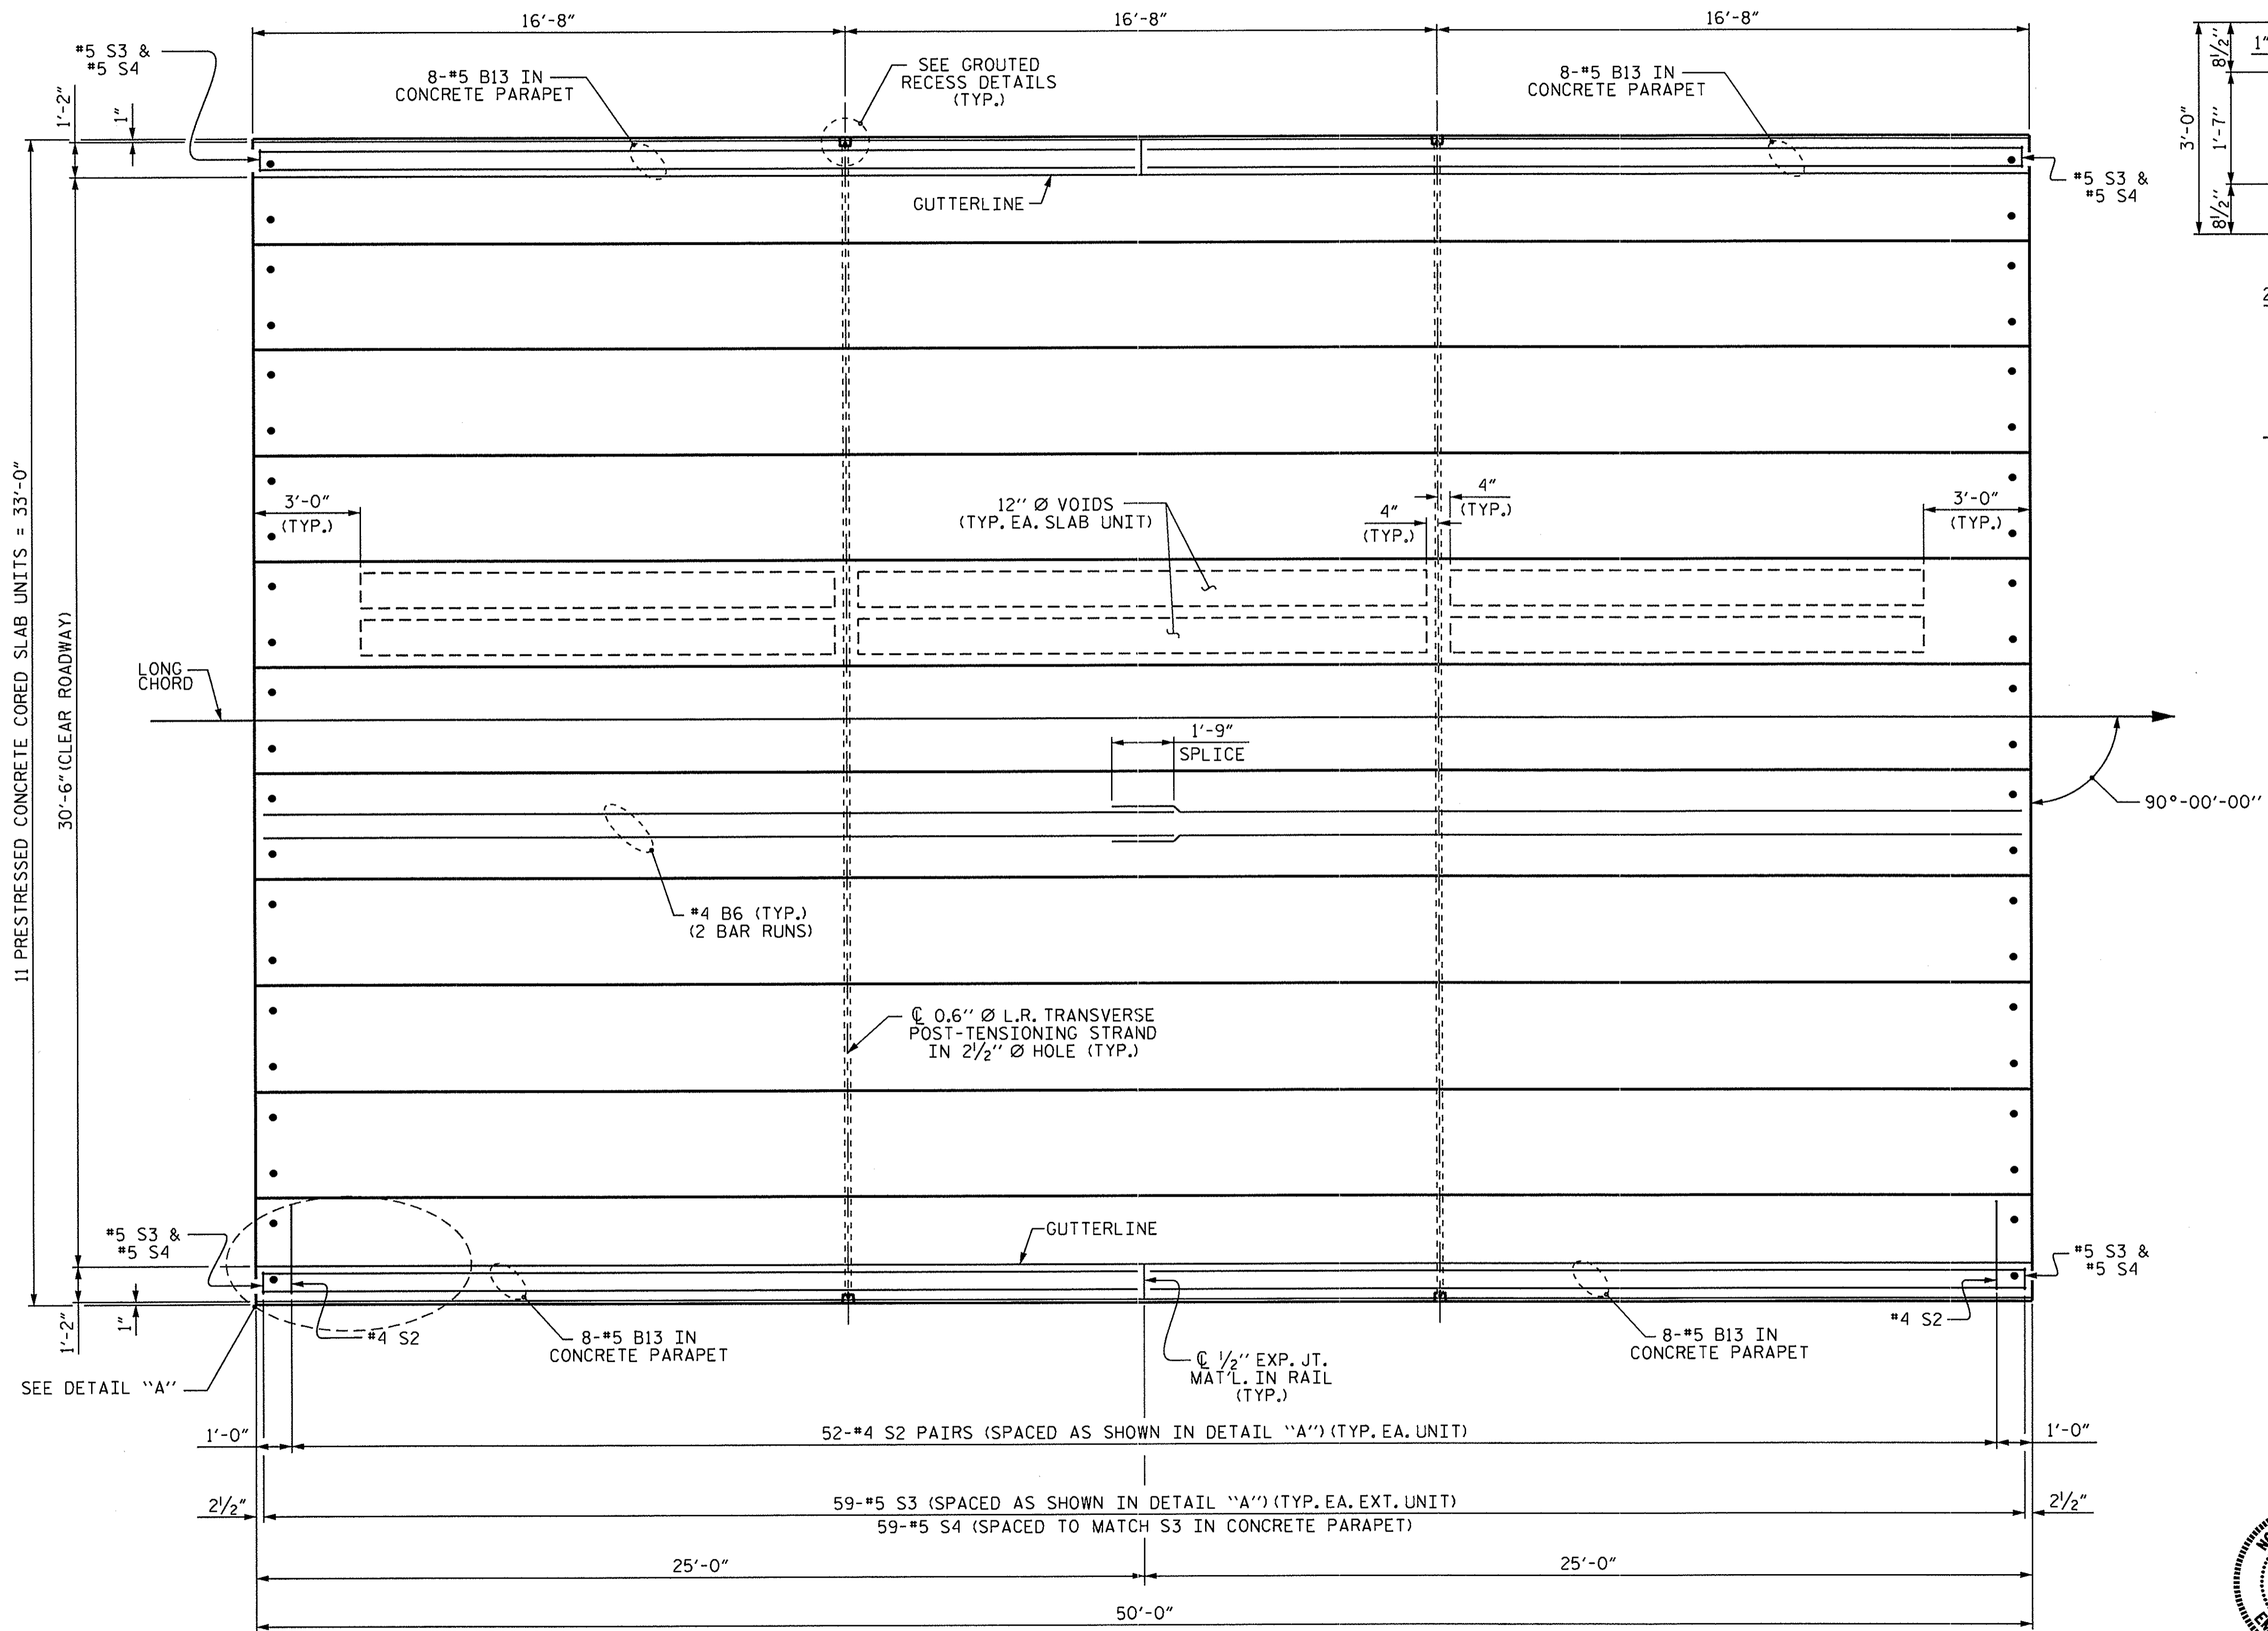 16'-8"
16'-8"
16'-8"
#5 S3 &
#5 S4
8-#5 B13 IN
CONCRETE PARAPET
SEE GROUTED
RECESS DETAILS
(TYP.)
8-#5 B13 IN
CONCRETE PARAPET
1'-2"
1"
#5 S3 &
#5 S4
GUTTERLINE
3'-0"
8½"
1'-7"
8½"
1"
2
11 PRESTRESSED CONCRETE CORED SLAB UNITS = 33'-0"
30'-6" (CLEAR ROADWAY)
3'-0"
(TYP.)
12" Ø VOIDS
(TYP. EA. SLAB UNIT)
4"
(TYP.)
4"
(TYP.)
3'-0"
(TYP.)
LONG
CHORD
1'-9"
SPLICE
90°-00'-00"
#4 B6 (TYP.)
(2 BAR RUNS)
℄ 0.6" Ø L.R. TRANSVERSE
POST-TENSIONING STRAND
IN 2½" Ø HOLE (TYP.)
#5 S3 &
#5 S4
GUTTERLINE
#5 S3 &
#5 S4
1'-2"
1"
#4 S2
8-#5 B13 IN
CONCRETE PARAPET
℄ ½" EXP. JT.
MAT'L. IN RAIL
(TYP.)
8-#5 B13 IN
CONCRETE PARAPET
#4 S2
SEE DETAIL "A"
1'-0"
52-#4 S2 PAIRS (SPACED AS SHOWN IN DETAIL "A") (TYP. EA. UNIT)
1'-0"
2½"
59-#5 S3 (SPACED AS SHOWN IN DETAIL "A") (TYP. EA. EXT. UNIT)
59-#5 S4 (SPACED TO MATCH S3 IN CONCRETE PARAPET)
2½"
25'-0"
25'-0"
50'-0"